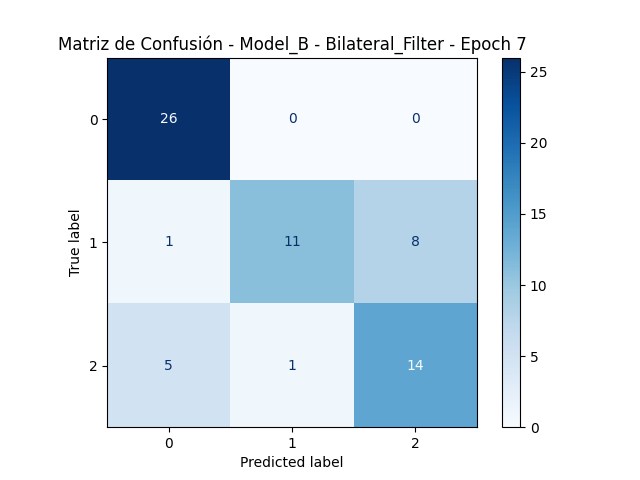 Matriz de Confusión - Model_B - Bilateral_Filter - Epoch 7
True label
0
1
2
26 0 0
1 11 8
5 1 14
0 1 2
Predicted label
25
20
15
10
5
0